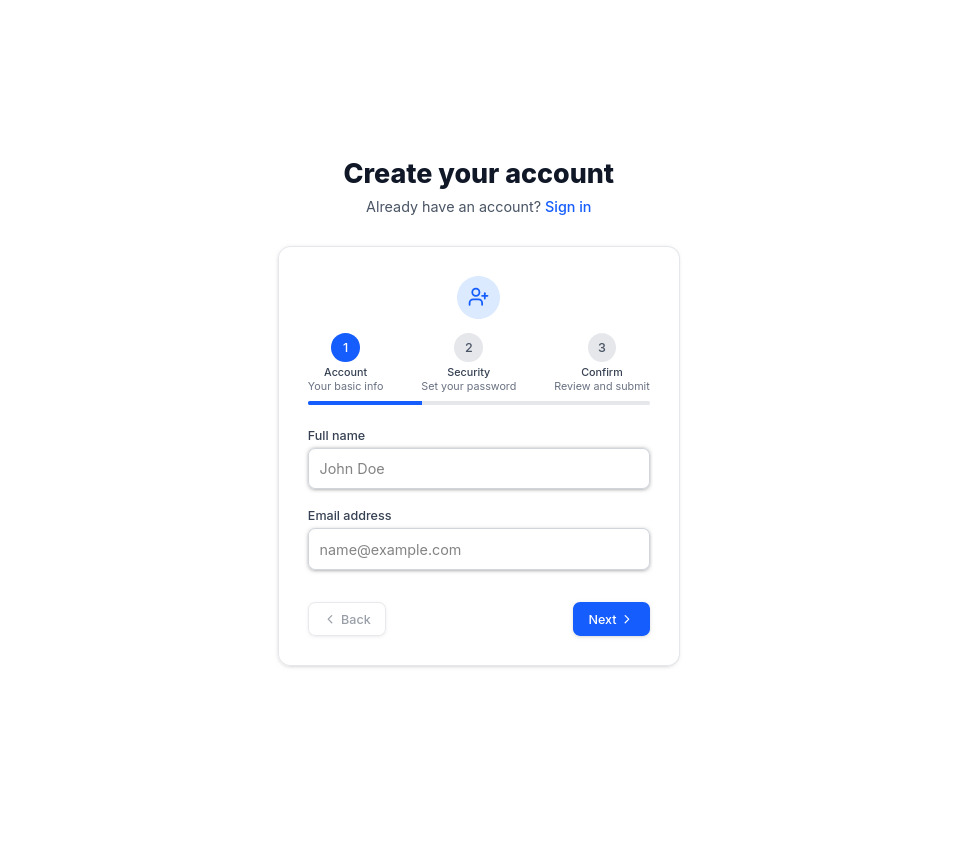 Create your account
Already have an account? Sign in
1
2
3
Account
Security
Confirm
Your basic info
Set your password
Review and submit
Full name
John Doe
Email address
name@example.com
Back
Next